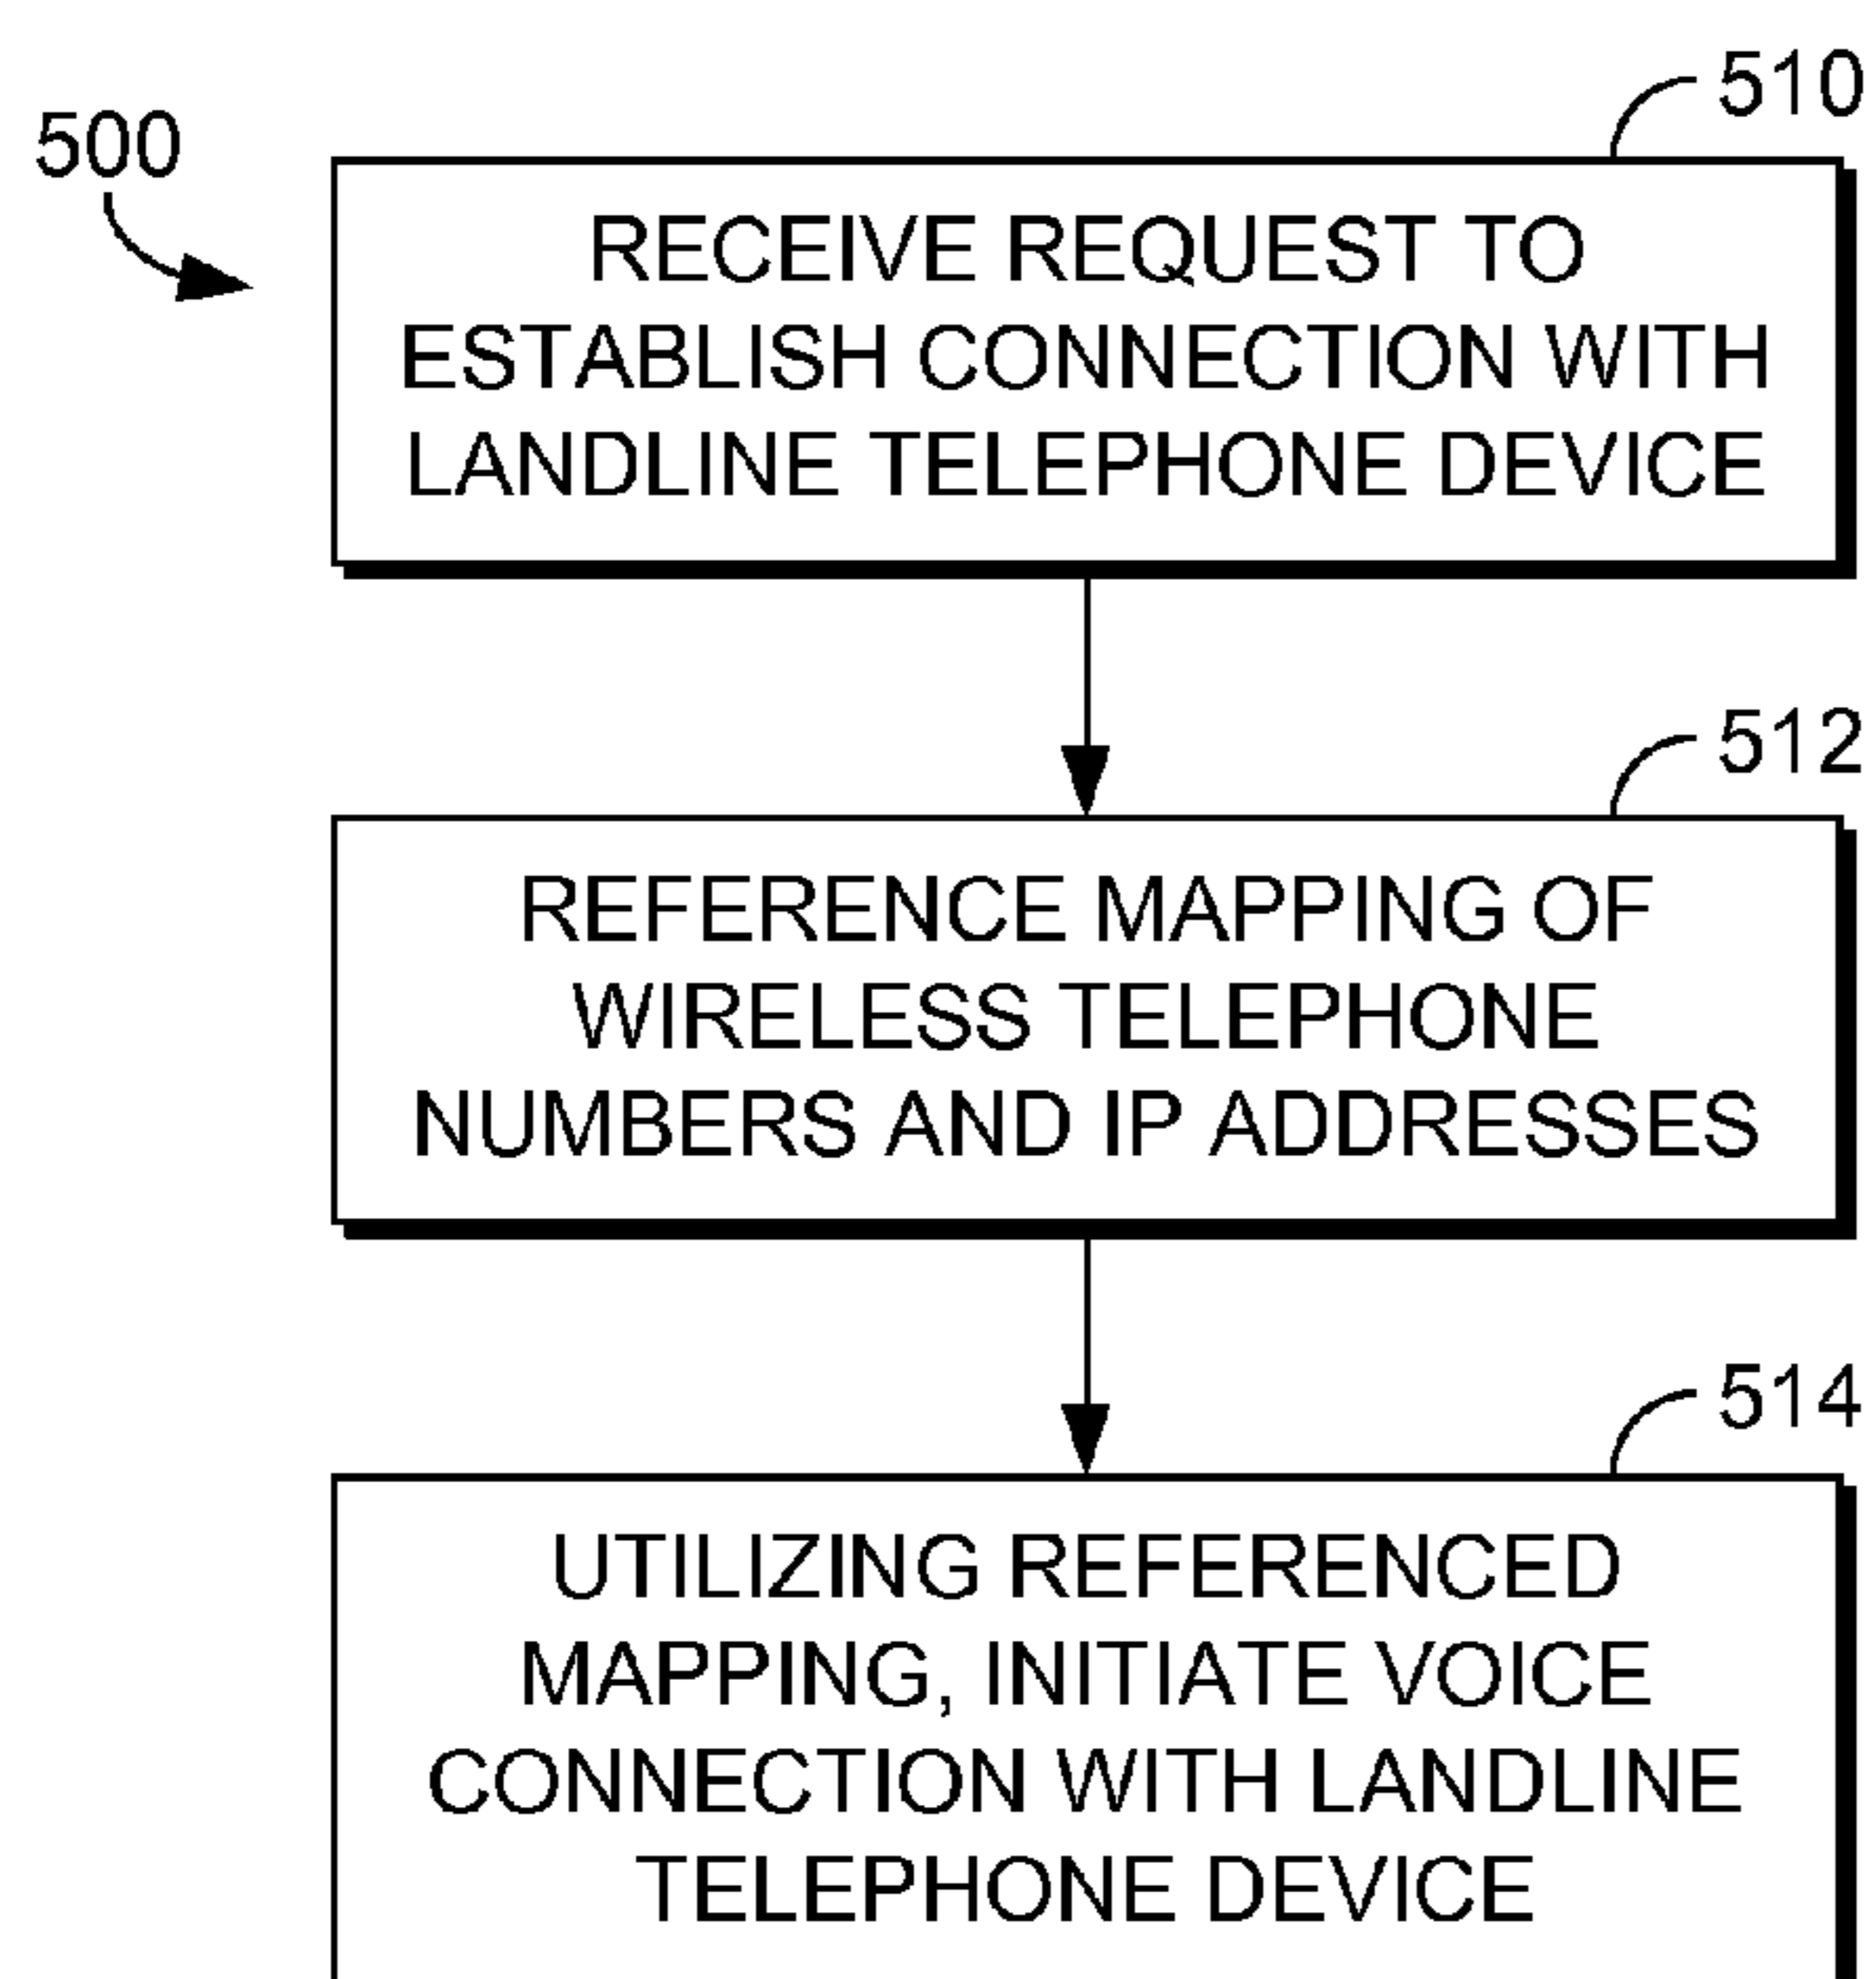 510
500
RECEIVE REQUEST TO
ESTABLISH CONNECTION WITH
LANDLINE TELEPHONE DEVICE
512
REFERENCE MAPPING OF
WIRELESS TELEPHONE
NUMBERS AND IP ADDRESSES
514
UTILIZING REFERENCED
MAPPING, INITIATE VOICE
CONNECTION WITH LANDLINE
TELEPHONE DEVICE